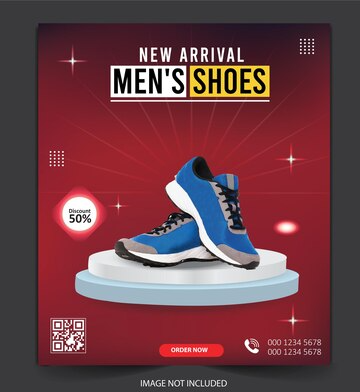 NEW ARRIVAL
MEN'S SHOES
Discount
50%
ORDER NOW
000 1234 5678
000 1234 5678
IMAGE NOT INCLUDED